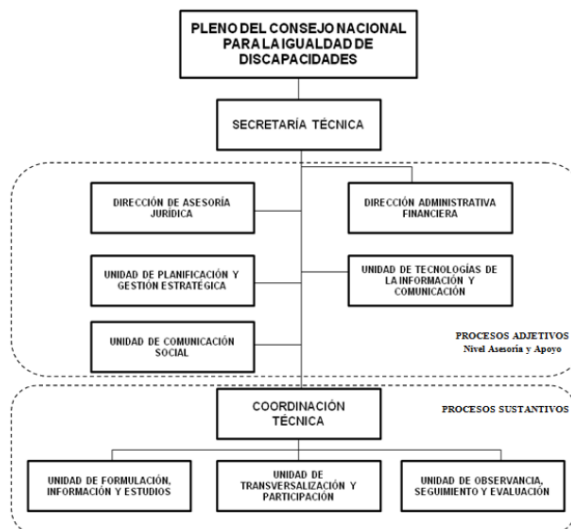 PLENO DEL CONSEJO NACIONAL
PARA LA IGUALDAD DE
DISCAPACIDADES
SECRETARÍA TÉCNICA
DIRECCIÓN DE ASESORÍA
JURÍDICA
DIRECCIÓN ADMINISTRATIVA
FINANCIERA
UNIDAD DE PLANIFICACIÓN Y
GESTIÓN ESTRATÉGICA
UNIDAD DE TECNOLOGÍAS DE
LA INFORMACIÓN Y
COMUNICACIÓN
UNIDAD DE COMUNICACIÓN
SOCIAL
PROCESOS ADJETIVOS
Nivel Asesoría y Apoyo
COORDINACIÓN
TÉCNICA
PROCESOS SUSTANTIVOS
UNIDAD DE FORMULACIÓN,
INFORMACIÓN Y ESTUDIOS
UNIDAD DE
TRANSVERSALIZACIÓN Y
PARTICIPACIÓN
UNIDAD DE OBSERVANCIA,
SEGUIMIENTO Y EVALUACIÓN